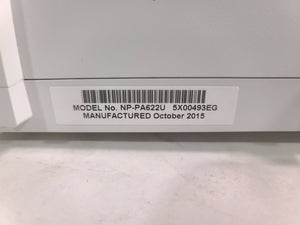 MODEL No. NP-PA622U 5X00493EG
MANUFACTURED October 2015